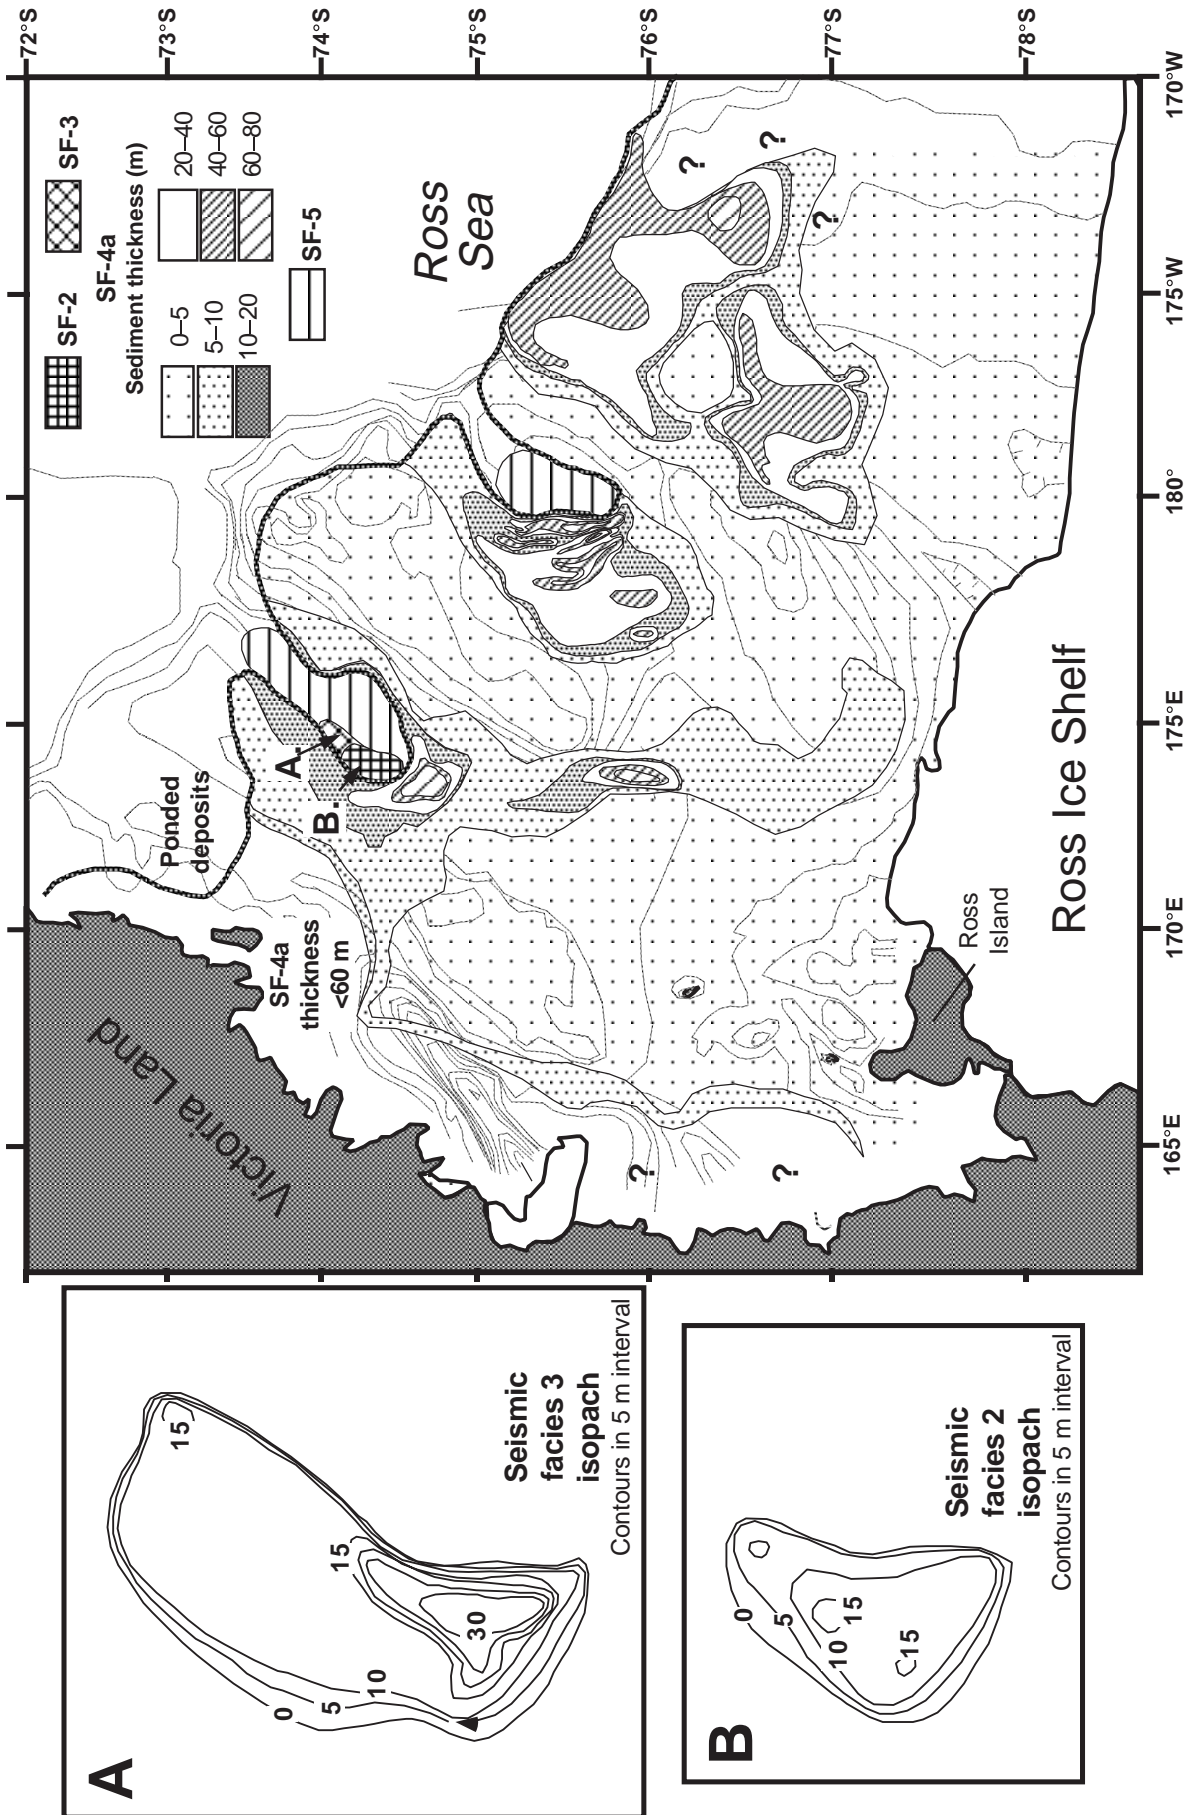 A
0
5
10
15
15
30
Seismic
facies 3
isopach
Contours in 5 m interval
B
0
5
10
15
15
Seismic
facies 2
isopach
Contours in 5 m interval
72°S
73°S
74°S
75°S
76°S
77°S
78°S
165°E
170°E
175°E
180°
175°W
170°W
Victoria Land
SF-4a
thickness
<60 m
Ponded
deposits
A.
B.
Ross
Sea
Ross
Island
Ross Ice Shelf
?
?
?
?
?
SF-2
SF-3
SF-4a
Sediment thickness (m)
0–5
5–10
10–20
20–40
40–60
60–80
SF-5